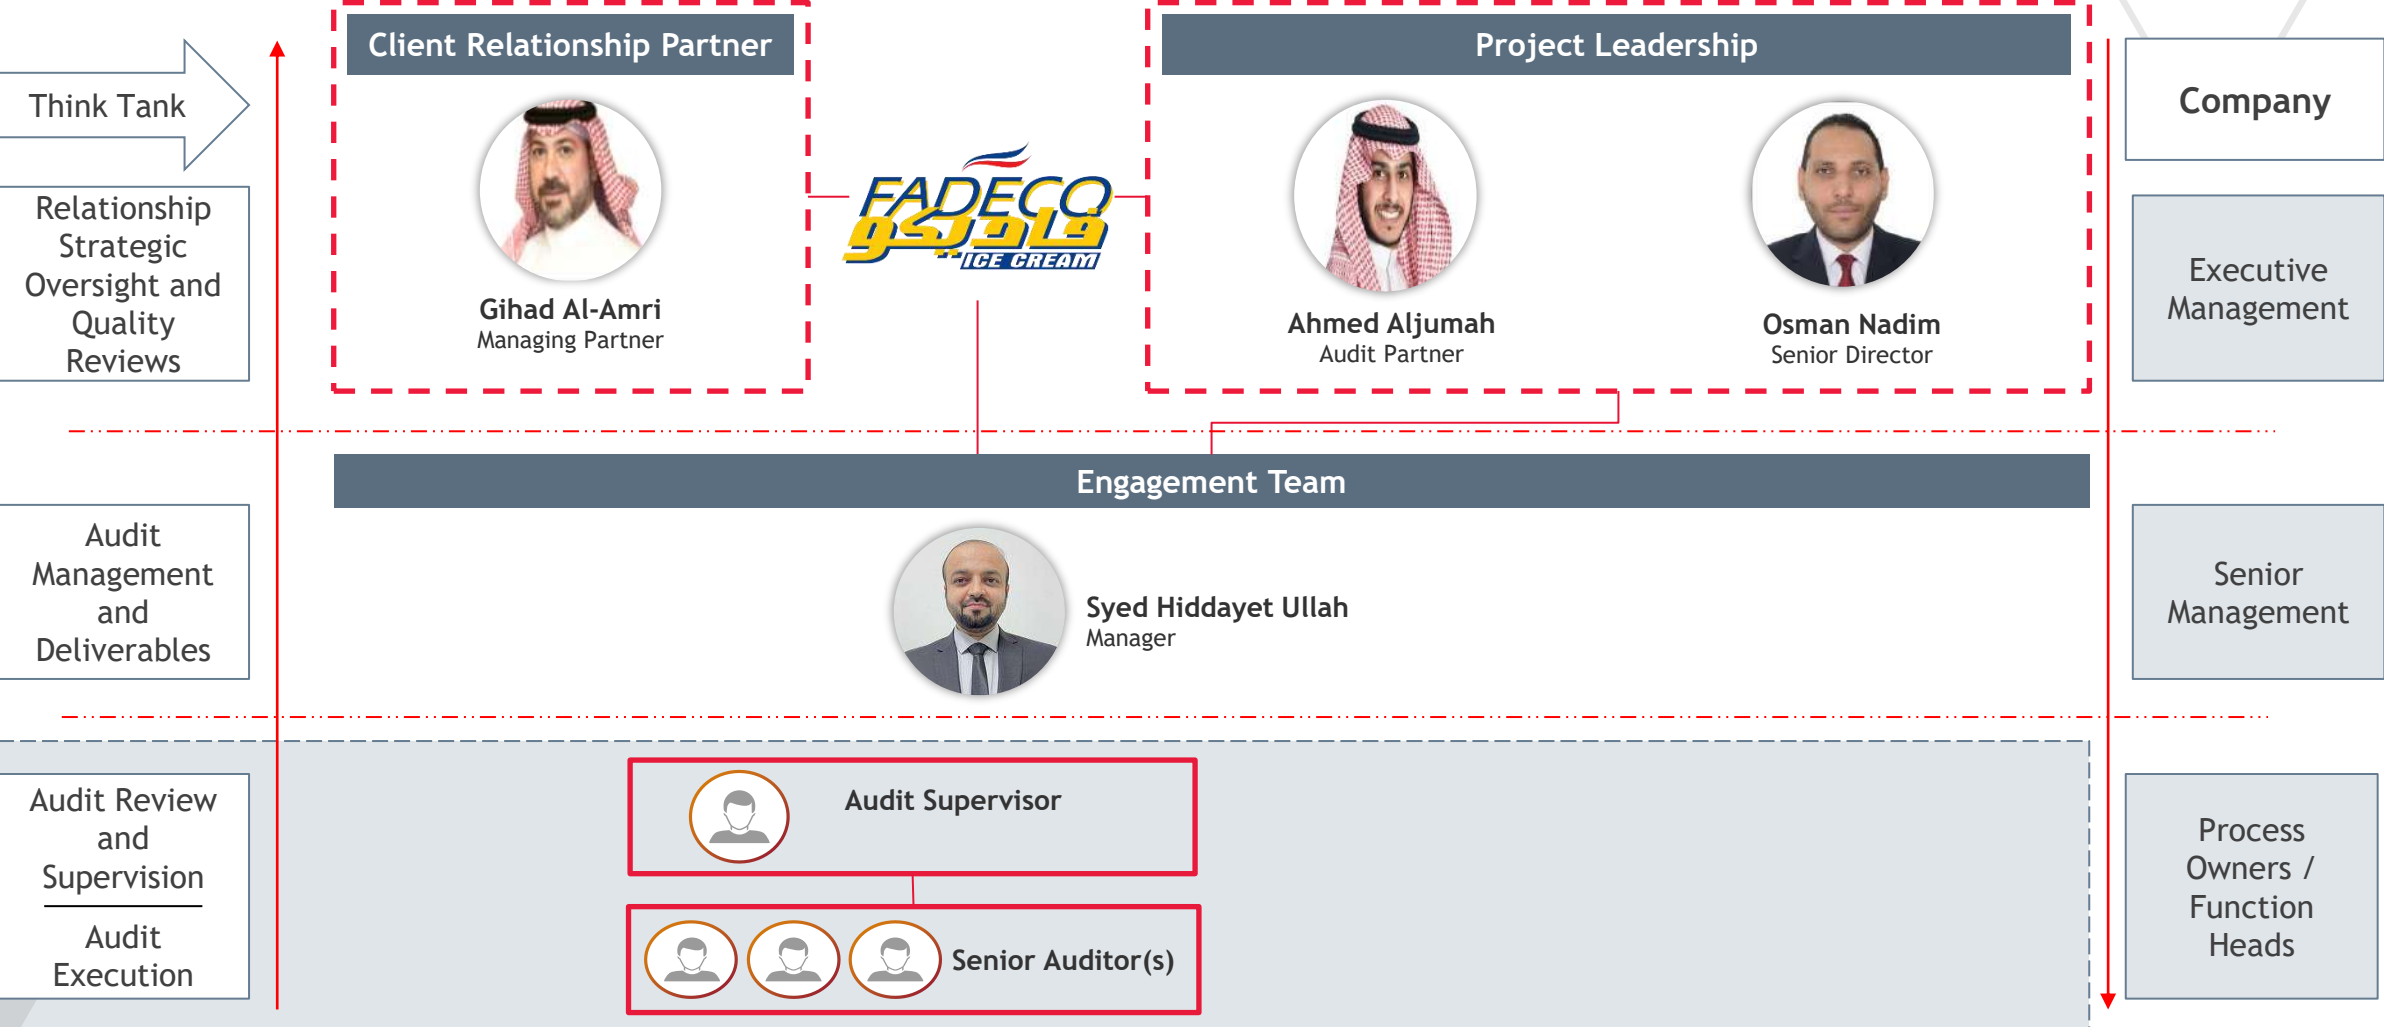 Client Relationship Partner
Project Leadership
Think Tank
Company
Relationship
Strategic
Oversight and
Quality
Reviews
Gihad Al-Amri
Managing Partner
FADECO
فاديكو
ICE CREAM
Ahmed Aljumah
Audit Partner
Osman Nadim
Senior Director
Executive
Management
Engagement Team
Audit
Management
and
Deliverables
Syed Hiddayet Ullah
Manager
Senior
Management
Audit Review
and
Supervision
Audit
Execution
Audit Supervisor
Senior Auditor(s)
Process
Owners /
Function
Heads